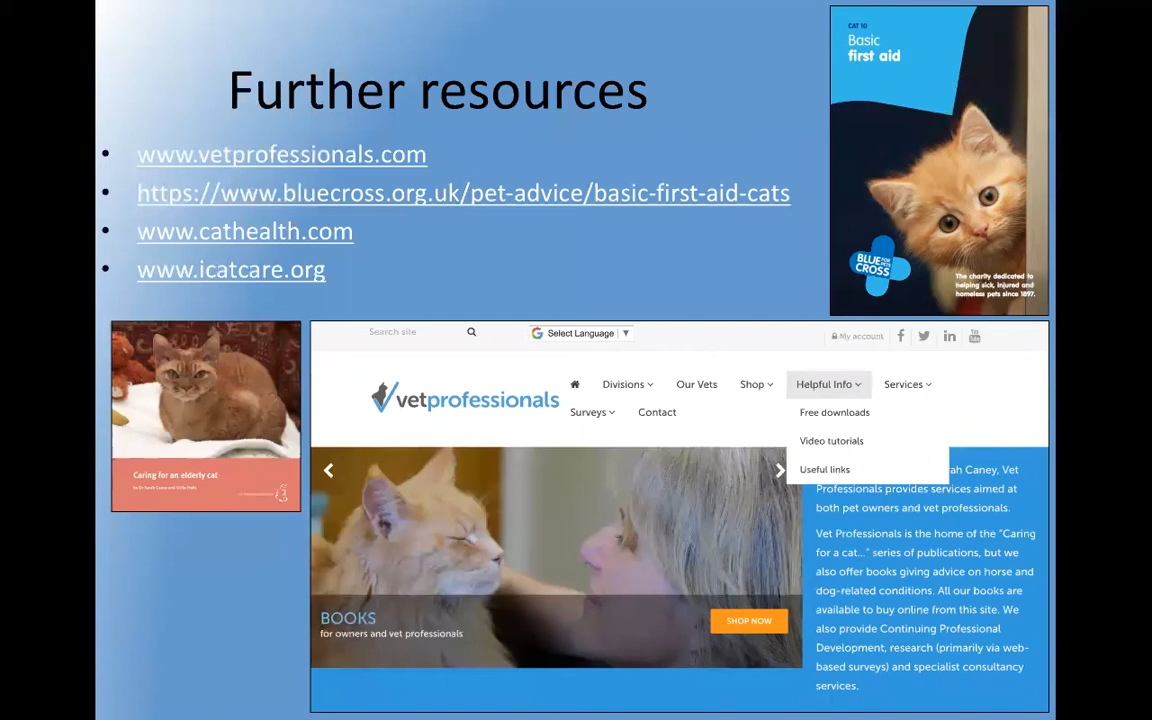 Further resources
• www.vetprofessionals.com
• https://www.bluecross.org.uk/pet-advice/basic-first-aid-cats
• www.cathealth.com
• www.icatcare.org
CAT 10
Basic
first aid
BLUE FOR PETS CROSS
The charity dedicated to
helping sick, injured and
homeless pets since 1897.
Caring for an elderly cat
Search site
Select Language ▼
My account
vetprofessionals
Divisions
Our Vets
Shop
Helpful Info
Services
Surveys
Contact
Free downloads
Video tutorials
Useful links
BOOKS
for owners and vet professionals
SHOP NOW
ah Caney, Vet
Professionals provides services aimed at
both pet owners and vet professionals.
Vet Professionals is the home of the “Caring
for a cat...” series of publications, but we
also offer books giving advice on horse and
dog-related conditions. All our books are
available to buy online from this site. We
also provide Continuing Professional
Development, research (primarily via web-
based surveys) and specialist consultancy
services.